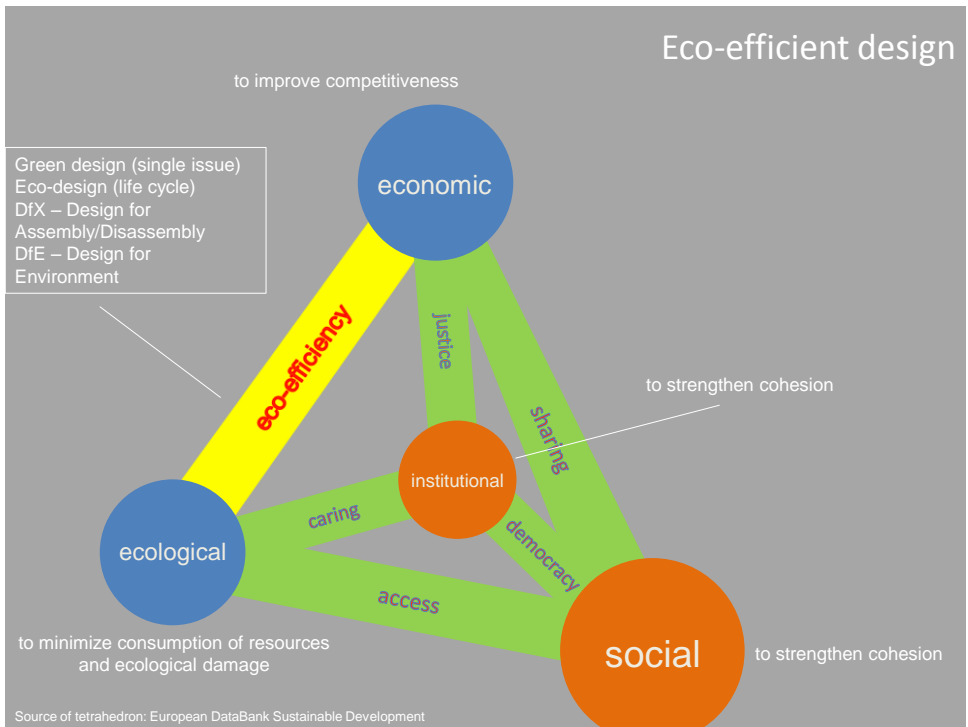 Eco-efficient design
to improve competitiveness
Green design (single issue)
Eco-design (life cycle)
DfX – Design for
Assembly/Disassembly
DfE – Design for
Environment
economic
eco-efficiency
justice
sharing
to strengthen cohesion
institutional
caring
democracy
ecological
access
social
to minimize consumption of resources
and ecological damage
to strengthen cohesion
Source of tetrahedron: European DataBank Sustainable Development